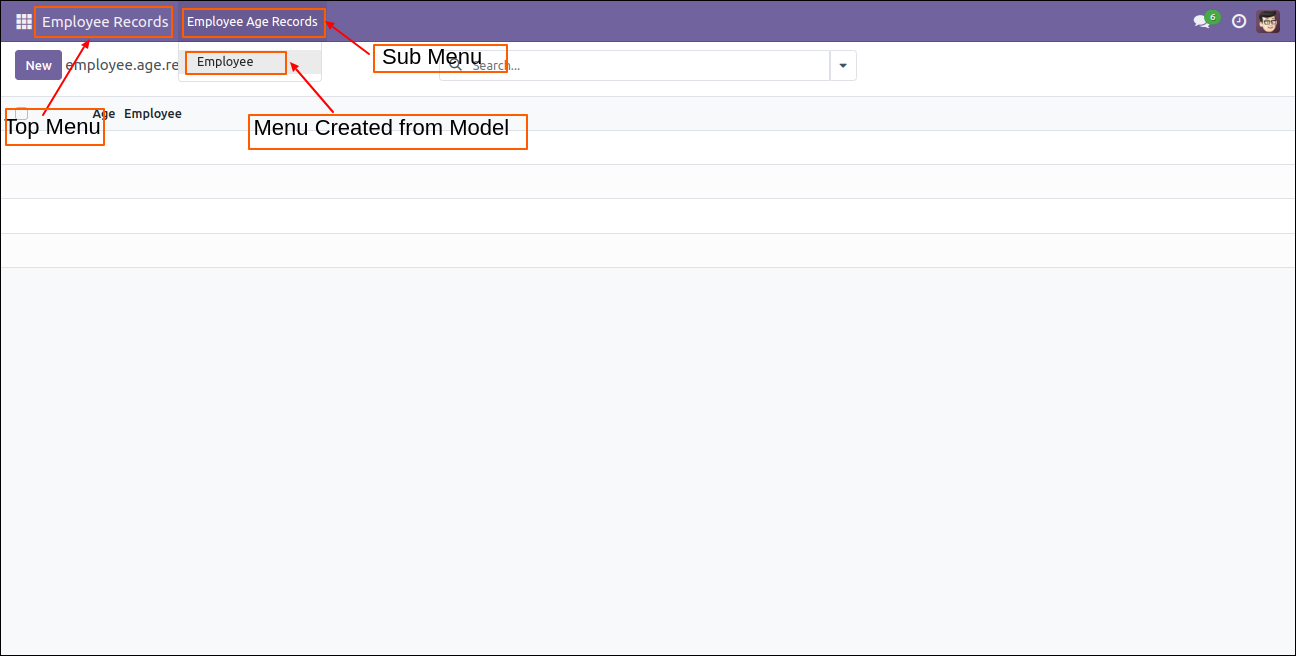 Employee Records
Employee Age Records
6
New
employee.age.re
Employee
Sub Menu
Search...
Top Menu
Age
Employee
Menu Created from Model